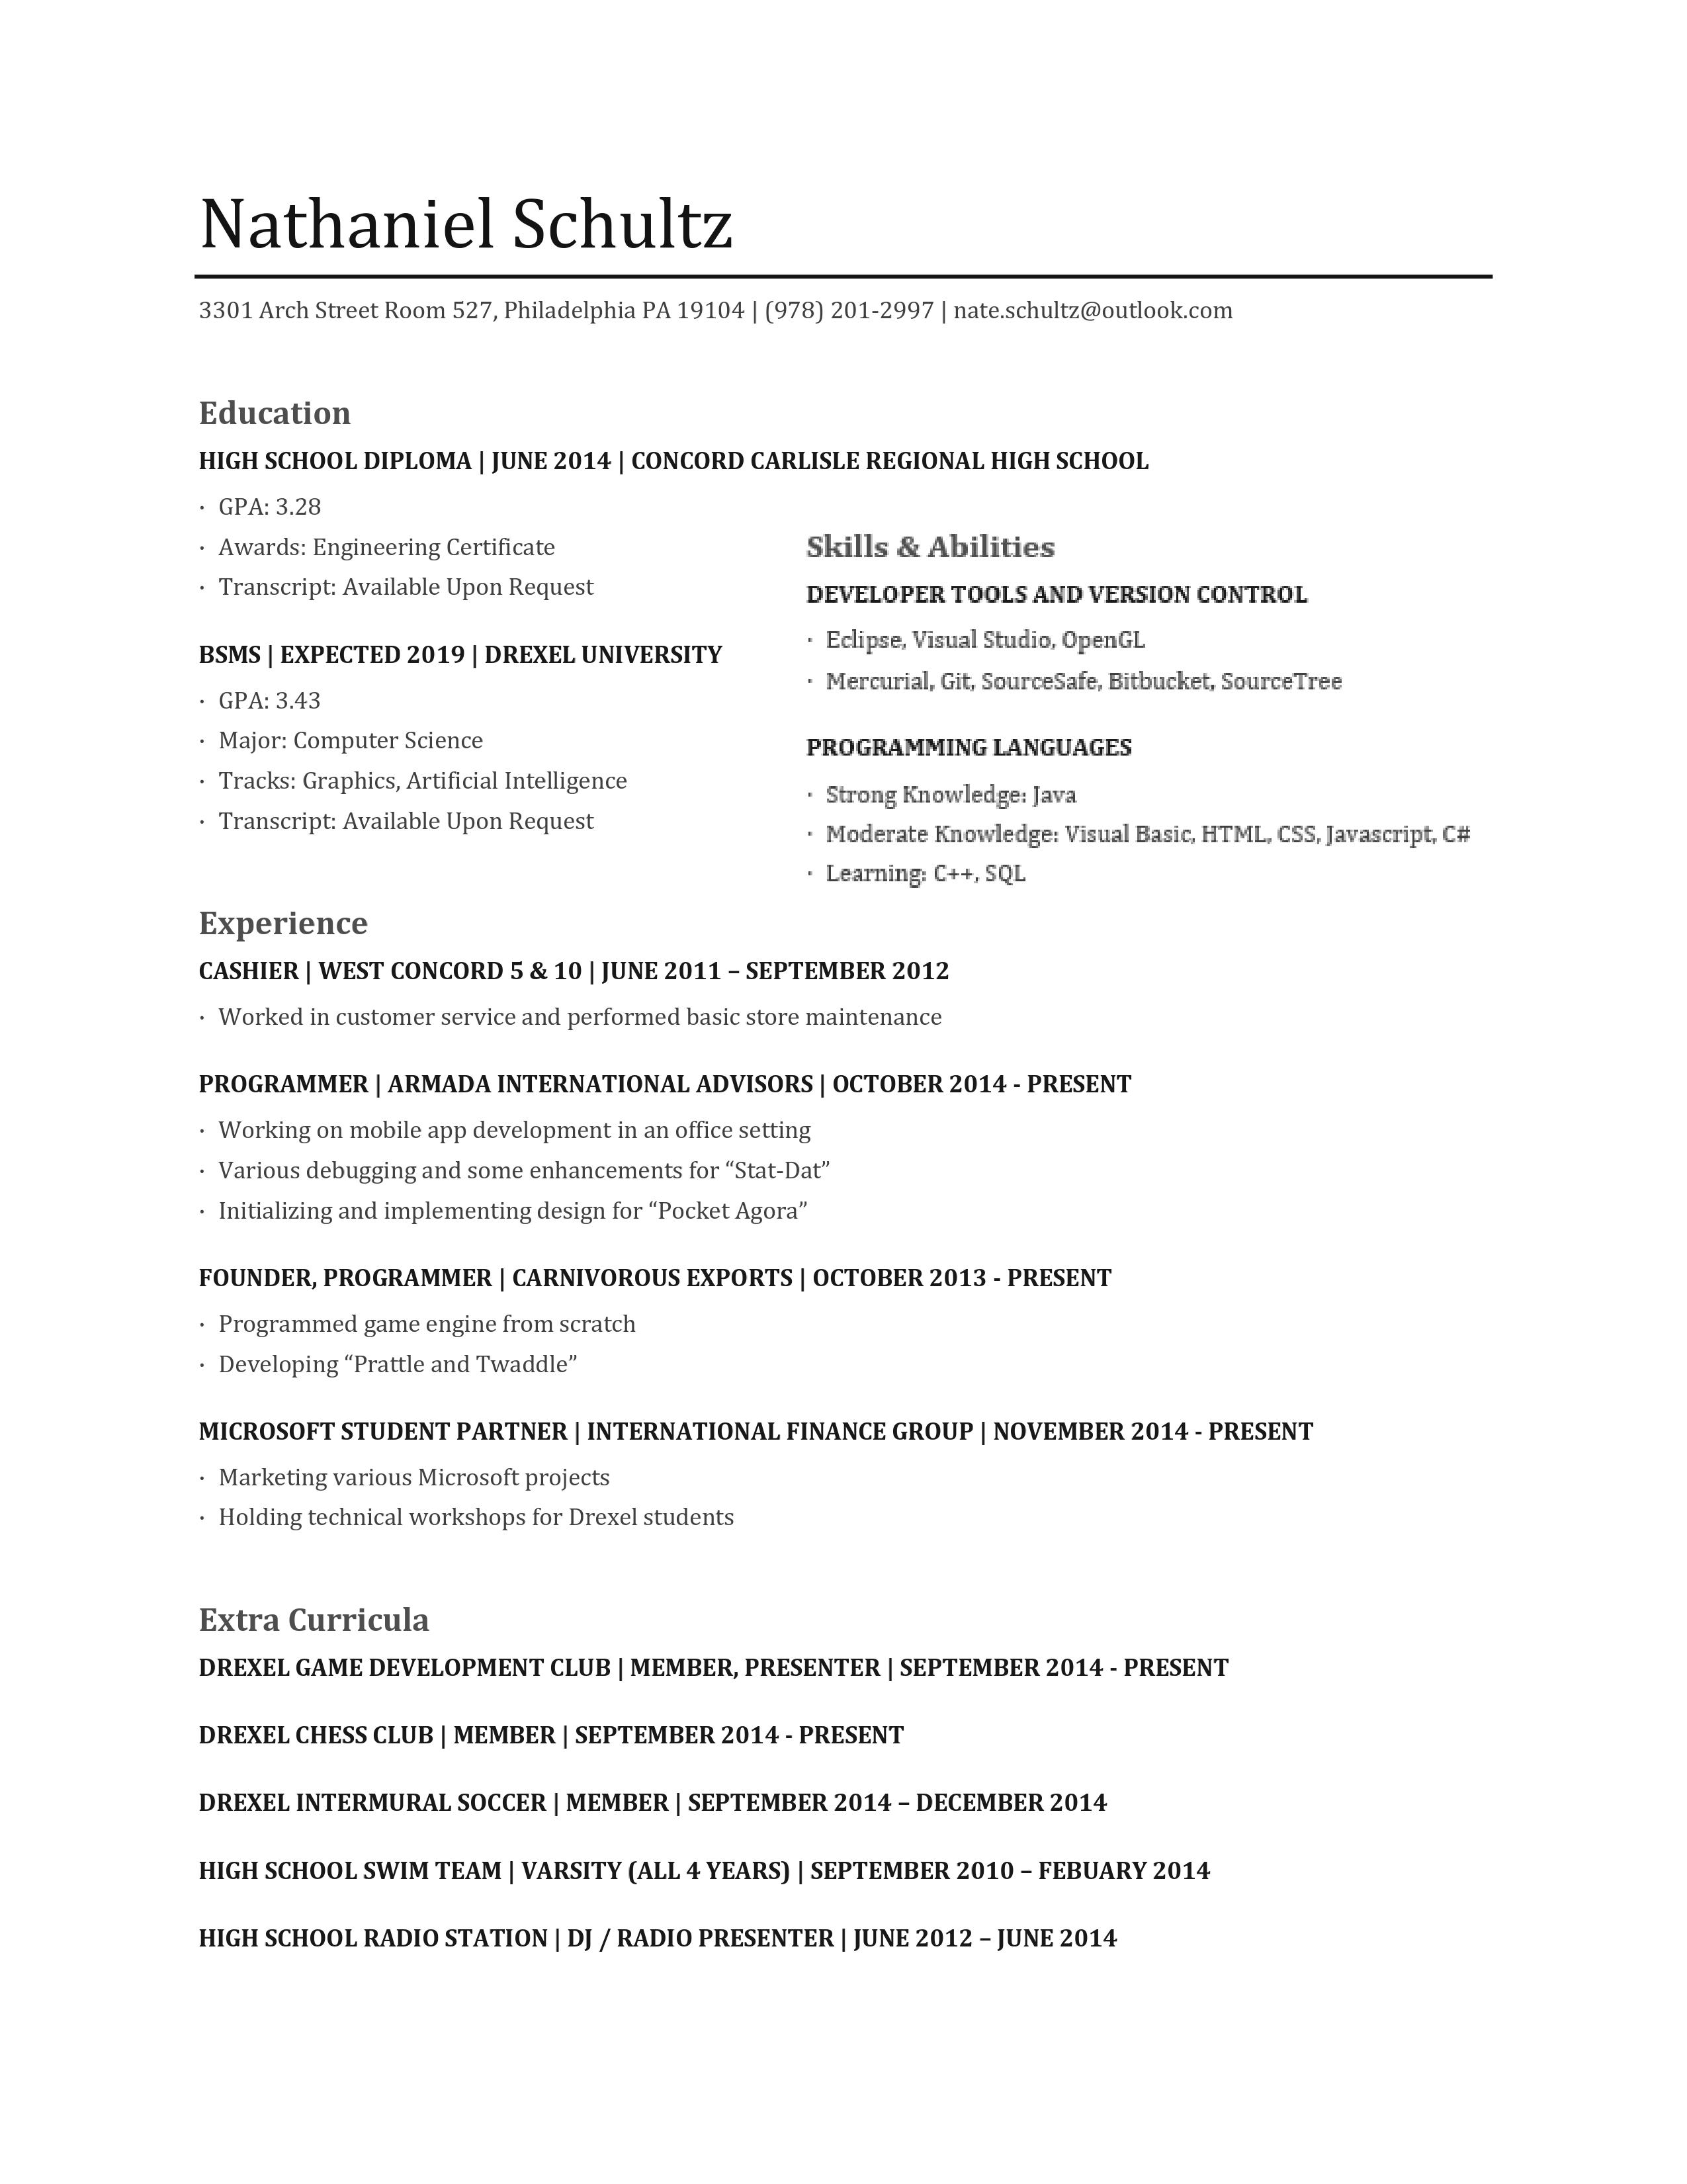 Nathaniel Schultz
3301 Arch Street Room 527, Philadelphia PA 19104 | (978) 201-2997 | nate.schultz@outlook.com
Education
HIGH SCHOOL DIPLOMA | JUNE 2014 | CONCORD CARLISLE REGIONAL HIGH SCHOOL
· GPA: 3.28
· Awards: Engineering Certificate
· Transcript: Available Upon Request
BSMS | EXPECTED 2019 | DREXEL UNIVERSITY
· GPA: 3.43
· Major: Computer Science
· Tracks: Graphics, Artificial Intelligence
· Transcript: Available Upon Request
Skills & Abilities
DEVELOPER TOOLS AND VERSION CONTROL
· Eclipse, Visual Studio, OpenGL
· Mercurial, Git, SourceSafe, Bitbucket, SourceTree
PROGRAMMING LANGUAGES
· Strong Knowledge: Java
· Moderate Knowledge: Visual Basic, HTML, CSS, Javascript, C#
· Learning: C++, SQL
Experience
CASHIER | WEST CONCORD 5 & 10 | JUNE 2011 – SEPTEMBER 2012
· Worked in customer service and performed basic store maintenance
PROGRAMMER | ARMADA INTERNATIONAL ADVISORS | OCTOBER 2014 - PRESENT
· Working on mobile app development in an office setting
· Various debugging and some enhancements for “Stat-Dat”
· Initializing and implementing design for “Pocket Agora”
FOUNDER, PROGRAMMER | CARNIVOROUS EXPORTS | OCTOBER 2013 - PRESENT
· Programmed game engine from scratch
· Developing “Prattle and Twaddle”
MICROSOFT STUDENT PARTNER | INTERNATIONAL FINANCE GROUP | NOVEMBER 2014 - PRESENT
· Marketing various Microsoft projects
· Holding technical workshops for Drexel students
Extra Curricula
DREXEL GAME DEVELOPMENT CLUB | MEMBER, PRESENTER | SEPTEMBER 2014 - PRESENT
DREXEL CHESS CLUB | MEMBER | SEPTEMBER 2014 - PRESENT
DREXEL INTERMURAL SOCCER | MEMBER | SEPTEMBER 2014 – DECEMBER 2014
HIGH SCHOOL SWIM TEAM | VARSITY (ALL 4 YEARS) | SEPTEMBER 2010 – FEBUARY 2014
HIGH SCHOOL RADIO STATION | DJ / RADIO PRESENTER | JUNE 2012 – JUNE 2014